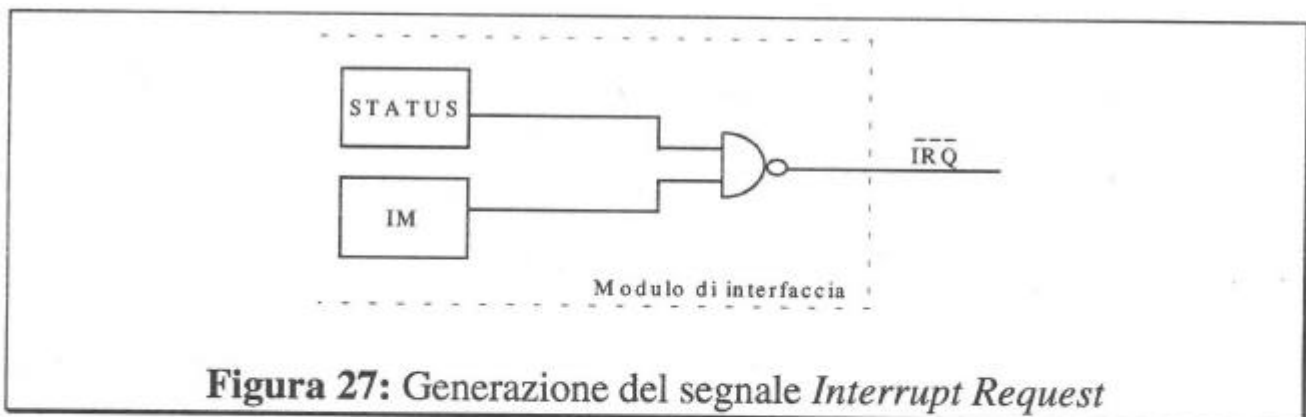 STATUS
IM
IRQ
Modulo di interfaccia
Figura 27: Generazione del segnale Interrupt Request